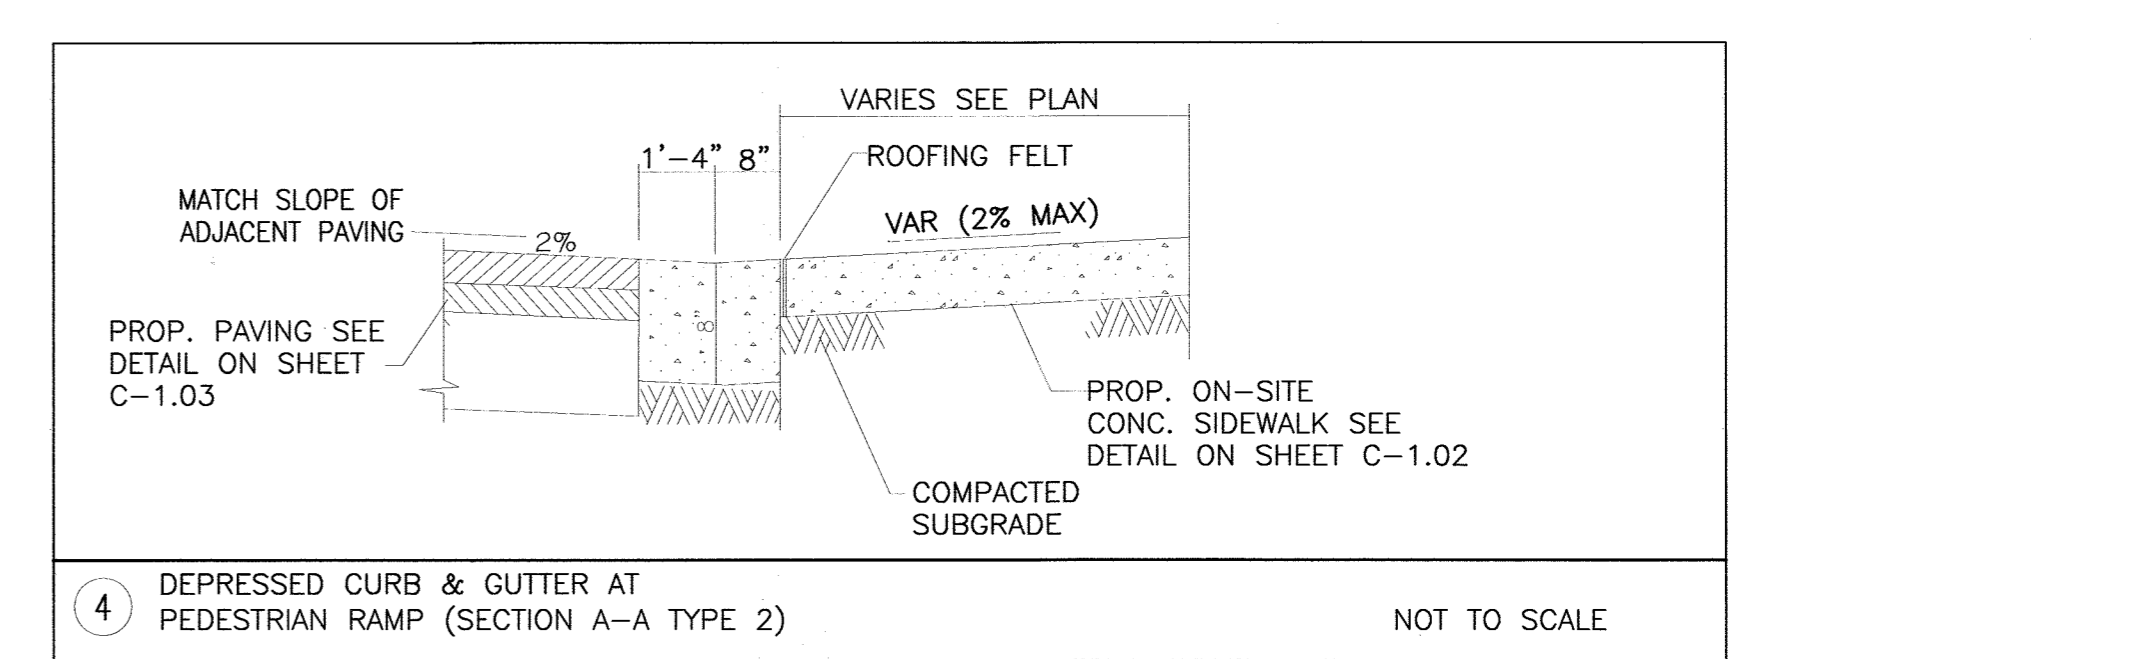 VARIES SEE PLAN
1'-4" 8"
ROOFING FELT
MATCH SLOPE OF
ADJACENT PAVING
2%
VAR (2% MAX)
8"
PROP. PAVING SEE
DETAIL ON SHEET
C-1.03
PROP. ON-SITE
CONC. SIDEWALK SEE
DETAIL ON SHEET C-1.02
COMPACTED
SUBGRADE
4
DEPRESSED CURB & GUTTER AT
PEDESTRIAN RAMP (SECTION A-A TYPE 2)
NOT TO SCALE